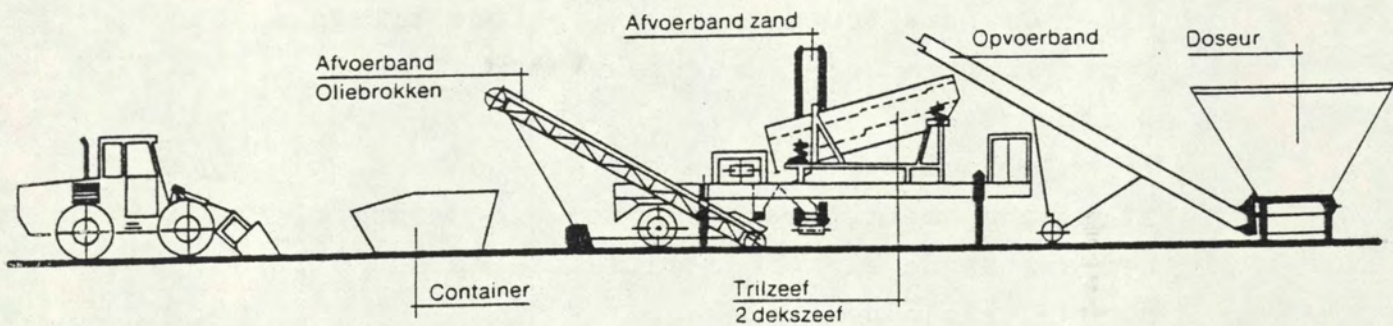 Afvoerband zand
Opvoerband
Doseur
Afvoerband
Oliebrokken
Container
Trilzeef
2 dekszeef